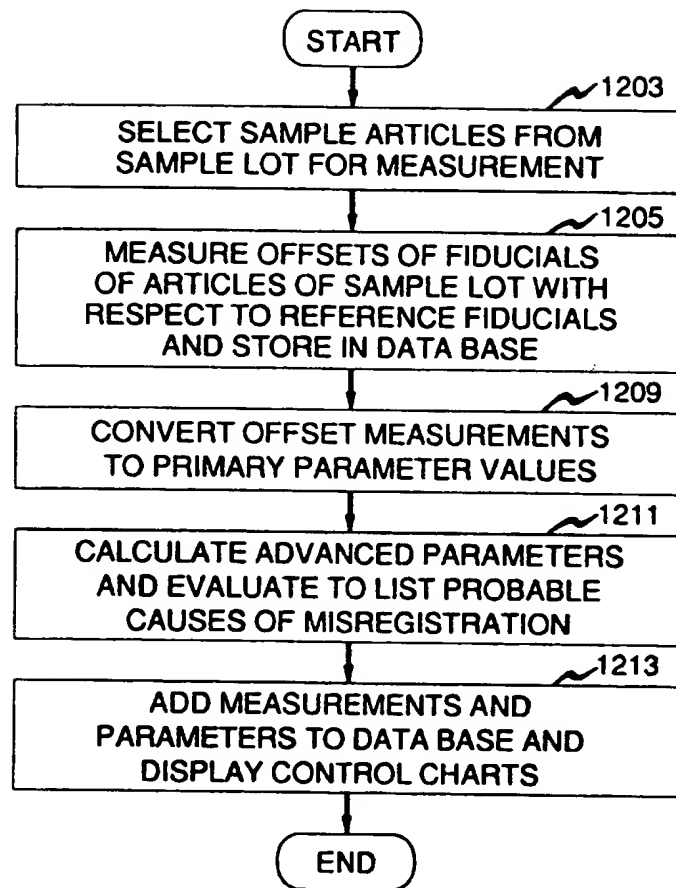 START
1203
SELECT SAMPLE ARTICLES FROM
SAMPLE LOT FOR MEASUREMENT
1205
MEASURE OFFSETS OF FIDUCIALS
OF ARTICLES OF SAMPLE LOT WITH
RESPECT TO REFERENCE FIDUCIALS
AND STORE IN DATA BASE
1209
CONVERT OFFSET MEASUREMENTS
TO PRIMARY PARAMETER VALUES
1211
CALCULATE ADVANCED PARAMETERS
AND EVALUATE TO LIST PROBABLE
CAUSES OF MISREGISTRATION
1213
ADD MEASUREMENTS AND
PARAMETERS TO DATA BASE AND
DISPLAY CONTROL CHARTS
END